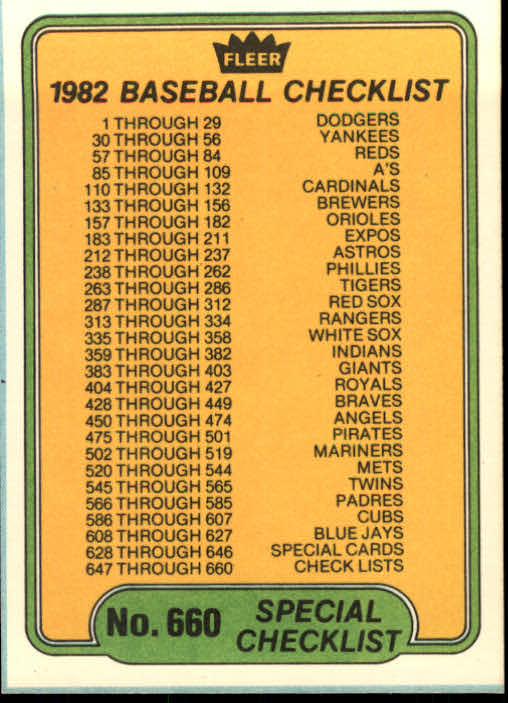 FLEER
1982 BASEBALL CHECKLIST
1 THROUGH 29 DODGERS
30 THROUGH 56 YANKEES
57 THROUGH 84 REDS
85 THROUGH 109 A'S
110 THROUGH 132 CARDINALS
133 THROUGH 156 BREWERS
157 THROUGH 182 ORIOLES
183 THROUGH 211 EXPOS
212 THROUGH 237 ASTROS
238 THROUGH 262 PHILLIES
263 THROUGH 286 TIGERS
287 THROUGH 312 RED SOX
313 THROUGH 334 RANGERS
335 THROUGH 358 WHITE SOX
359 THROUGH 382 INDIANS
383 THROUGH 403 GIANTS
404 THROUGH 427 ROYALS
428 THROUGH 449 BRAVES
450 THROUGH 474 ANGELS
475 THROUGH 501 PIRATES
502 THROUGH 519 MARINERS
520 THROUGH 544 METS
545 THROUGH 565 TWINS
566 THROUGH 585 PADRES
586 THROUGH 607 CUBS
608 THROUGH 627 BLUE JAYS
628 THROUGH 646 SPECIAL CARDS
647 THROUGH 660 CHECK LISTS
No. 660 SPECIAL
CHECKLIST